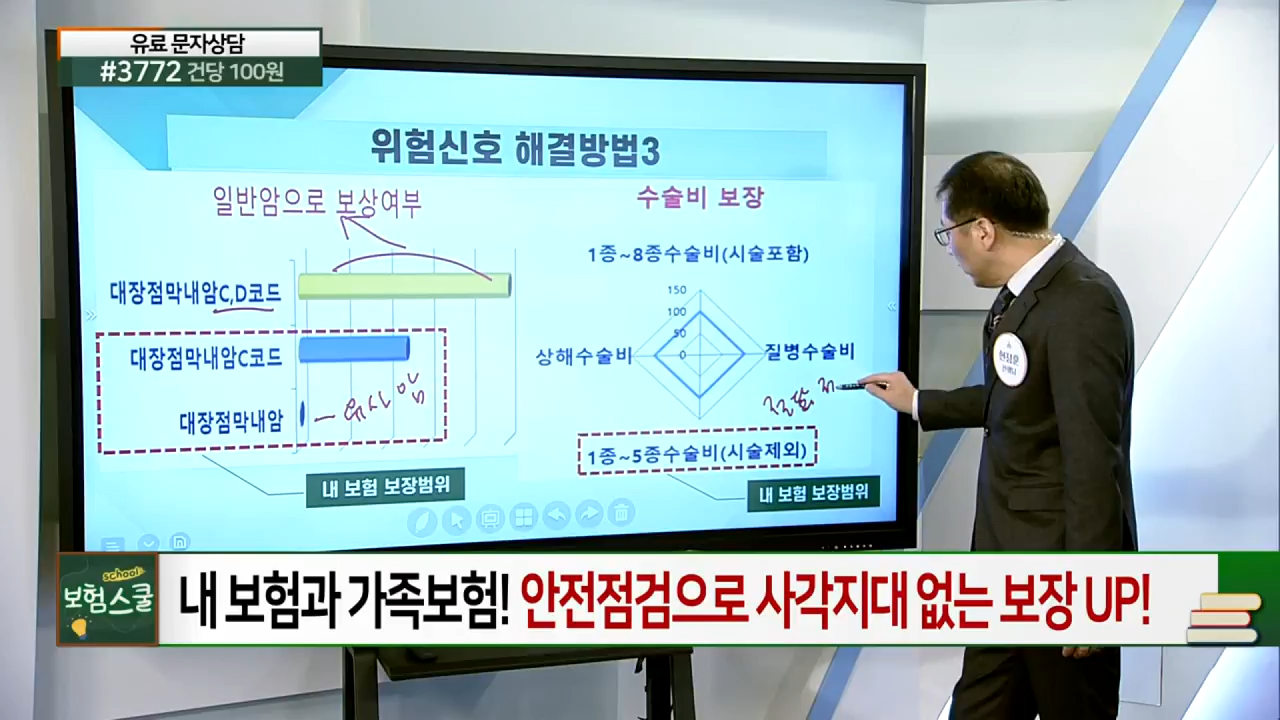 유료 문자상담
#3772 건당 100원
위험신호 해결방법3
일반암으로 보상여부
대장점막내암C,D코드
대장점막내암C코드
대장점막내암
유사암
내 보험 보장범위
수술비 보장
1종~8종수술비(시술포함)
150
100
50
0
상해수술비
질병수술비
1종~5종수술비(시술제외)
내 보험 보장범위
school
보험스쿨
내 보험과 가족보험! 안전점검으로 사각지대 없는 보장 UP!